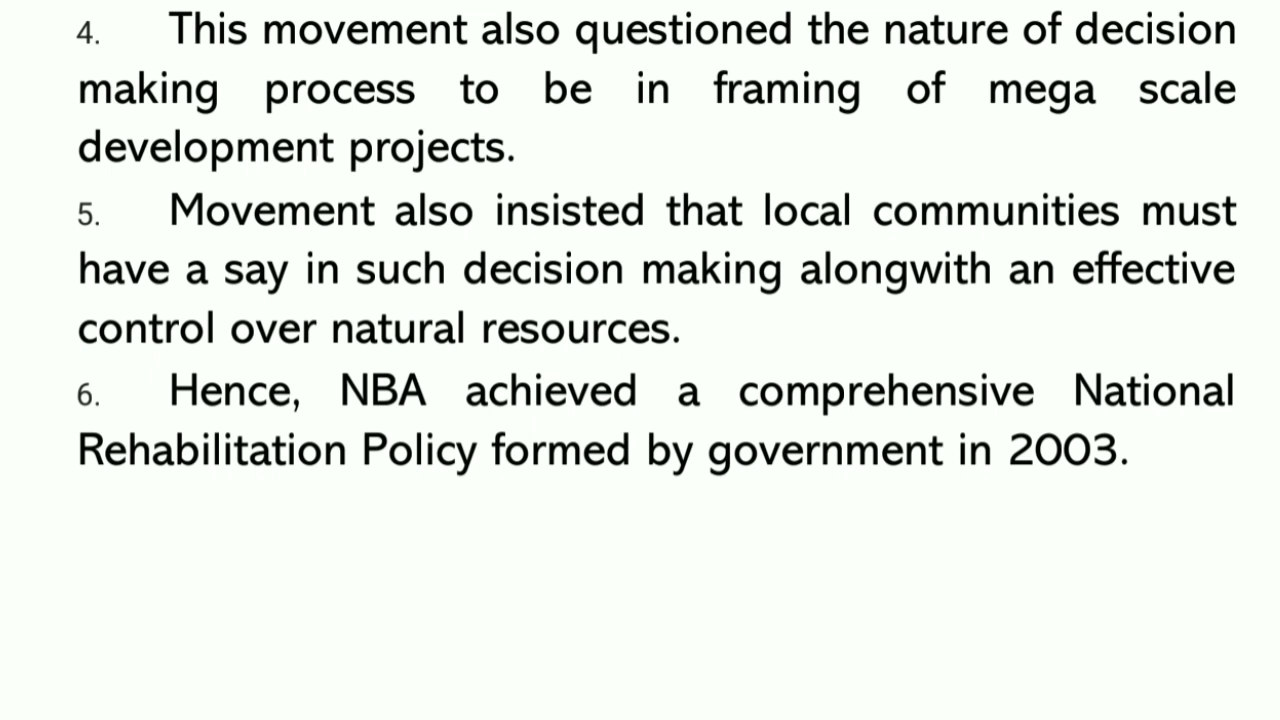 4. This movement also questioned the nature of decision
making process to be in framing of mega scale
development projects.
5. Movement also insisted that local communities must
have a say in such decision making alongwith an effective
control over natural resources.
6. Hence, NBA achieved a comprehensive National
Rehabilitation Policy formed by government in 2003.